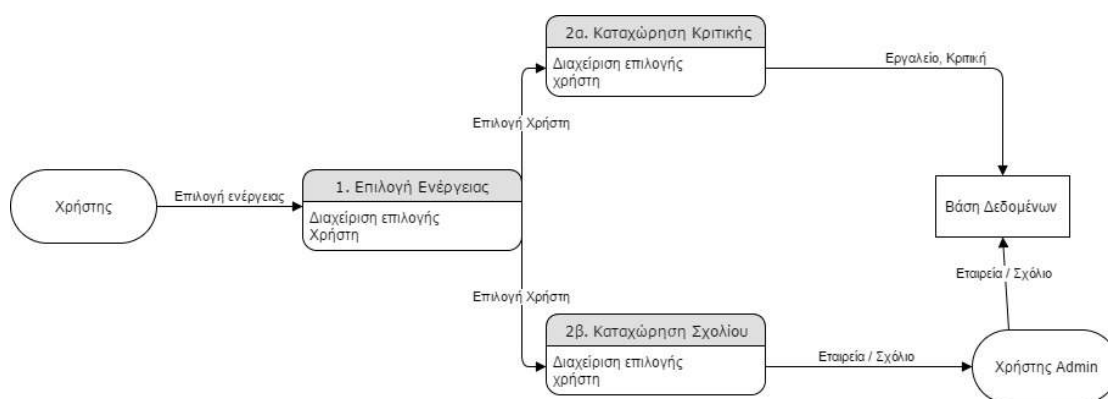 2α. Καταχώρηση Κριτικής
Διαχείριση επιλογής
χρήστη
Εργαλείο, Κριτική
Επιλογή Χρήστη
Χρήστης
Επιλογή ενέργειας
1. Επιλογή Ενέργειας
Διαχείριση επιλογής
Χρήστη
Βάση Δεδομένων
Εταιρεία / Σχόλιο
Επιλογή Χρήστη
2β. Καταχώρηση Σχολίου
Διαχείριση επιλογής
χρήστη
Εταιρεία / Σχόλιο
Χρήστης Admin